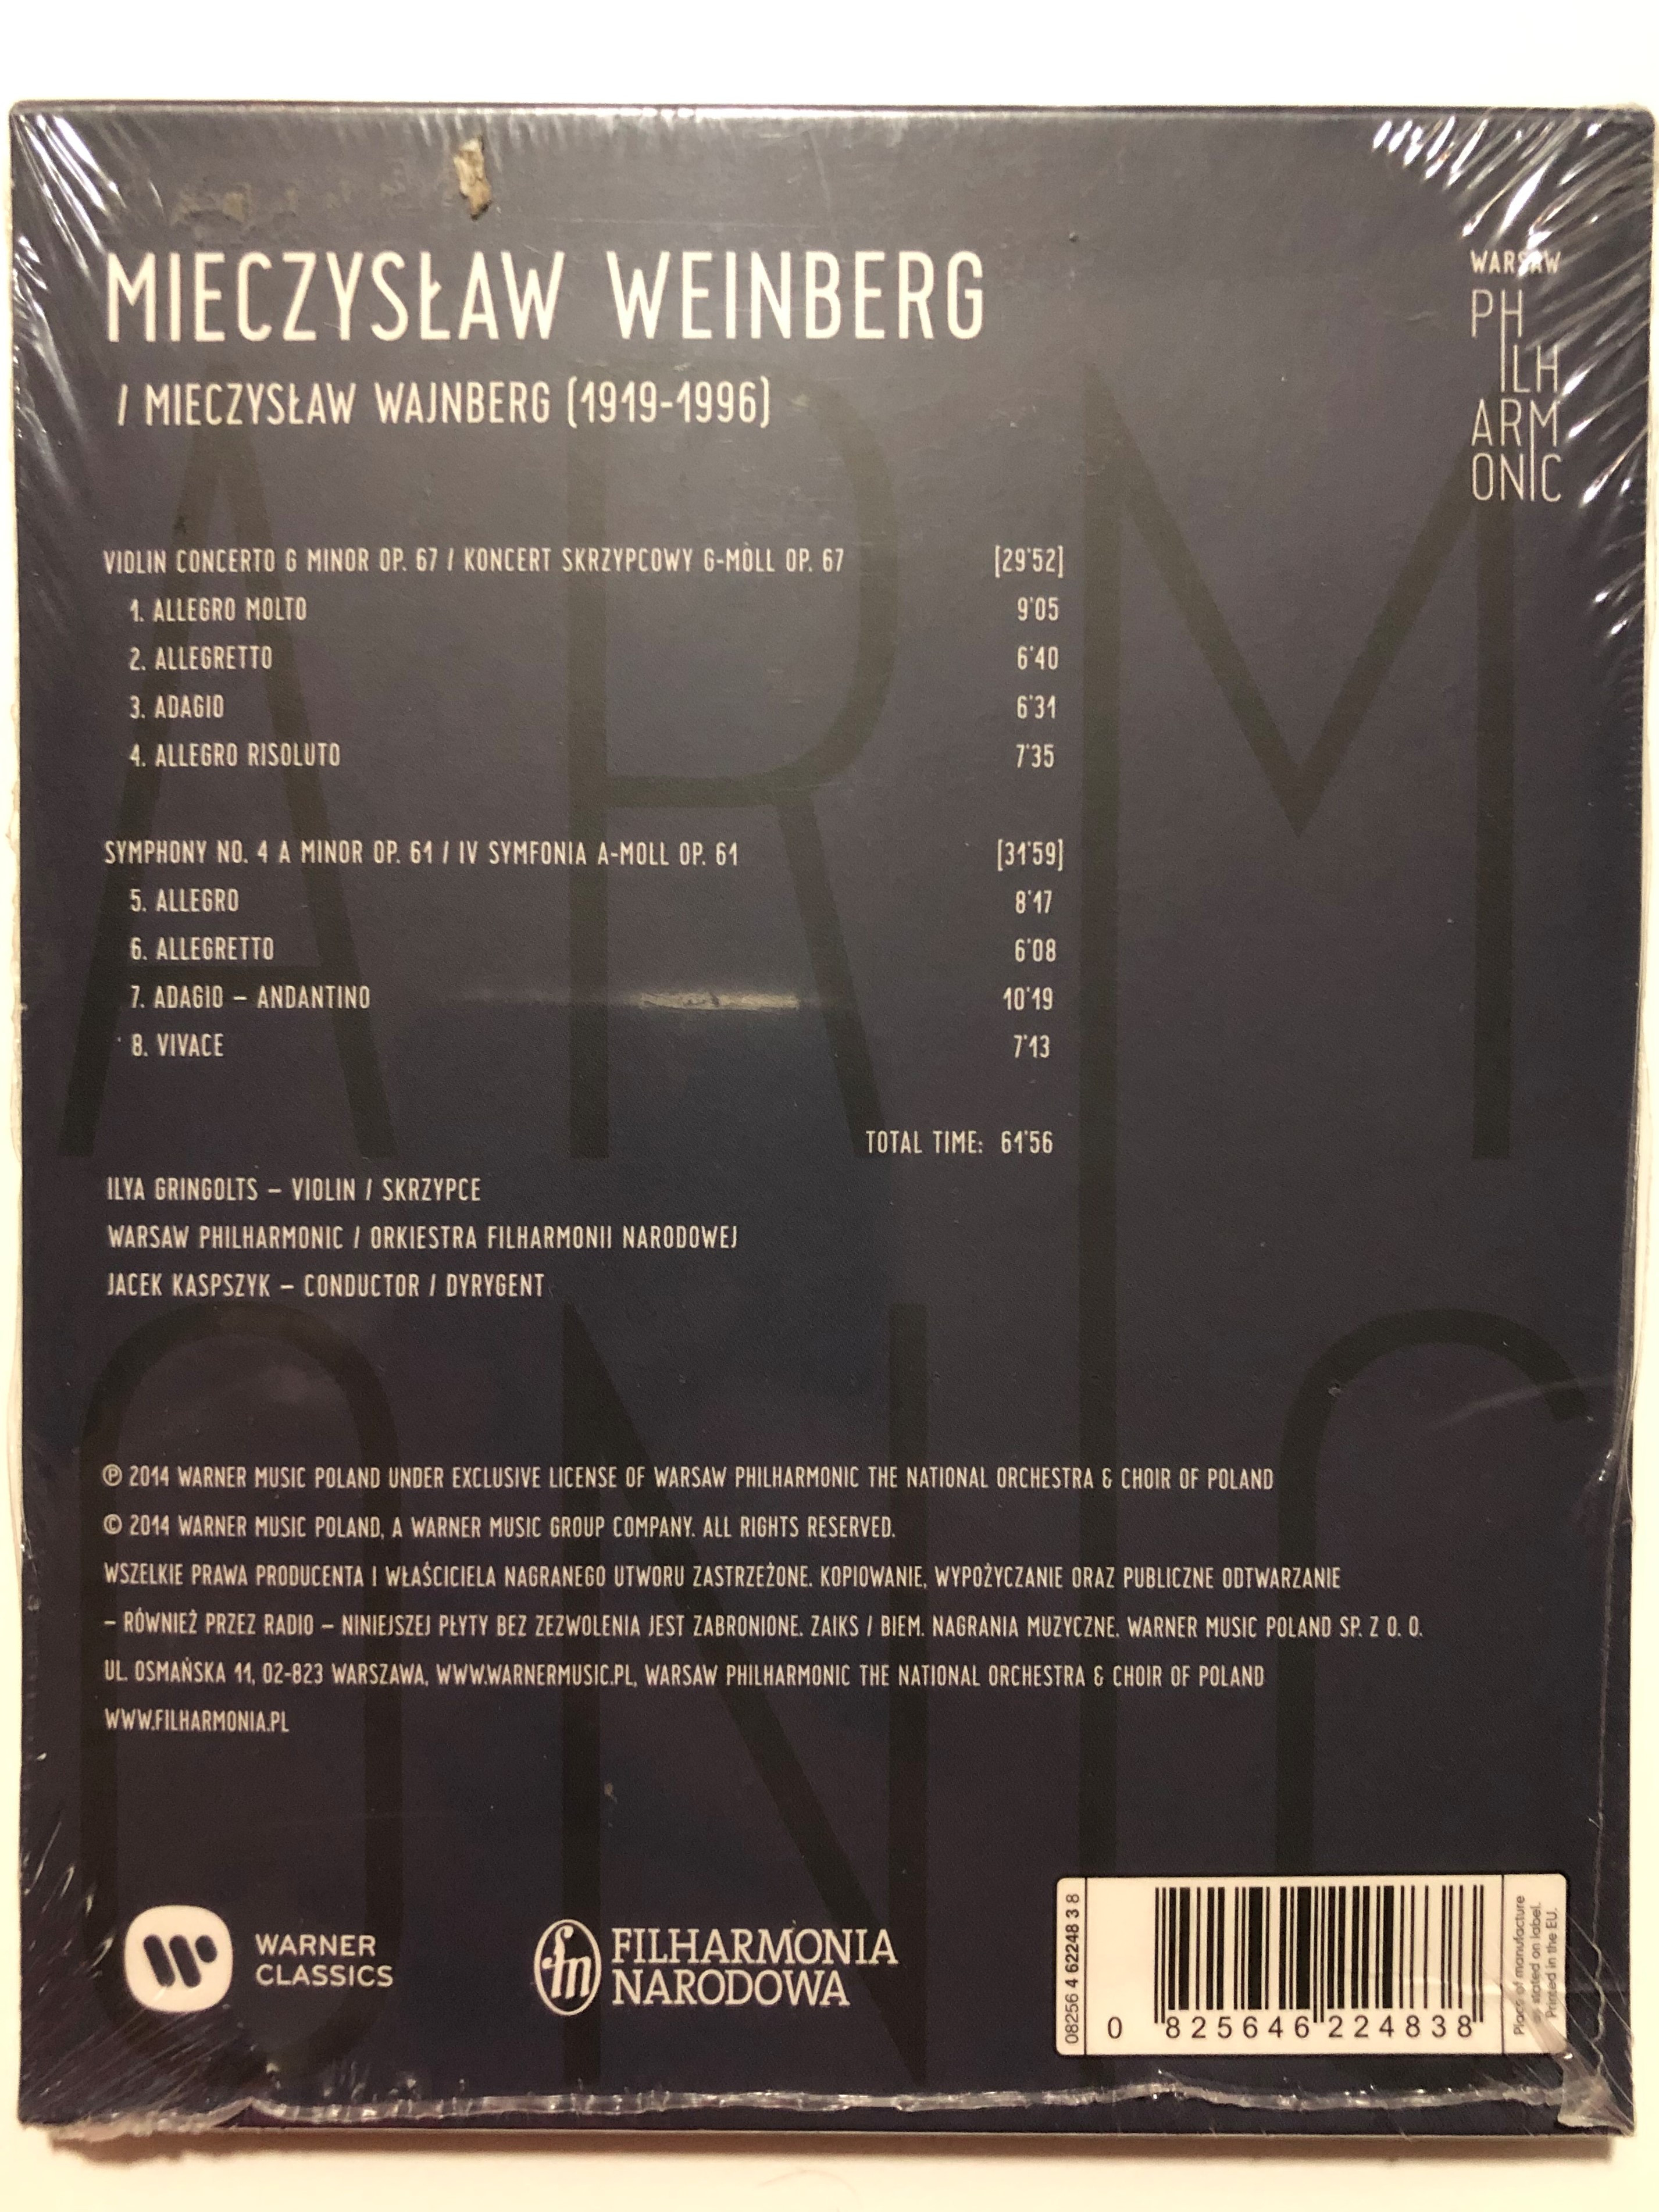 MIECZYSŁAW WEINBERG
/ MIECZYSŁAW WAJNBERG (1919-1996)
WARSAW
PH
ILH
ARM
ONIC
VIOLIN CONCERTO G MINOR OP. 67 / KONCERT SKRZYPCOWY G-MOLL OP. 67 [29'52]
1. ALLEGRO MOLTO 9'05
2. ALLEGRETTO 6'40
3. ADAGIO 6'31
4. ALLEGRO RISOLUTO 7'35
SYMPHONY NO. 4 A MINOR OP. 61 / IV SYMFONIA A-MOLL OP. 61 [31'59]
5. ALLEGRO 8'17
6. ALLEGRETTO 6'08
7. ADAGIO – ANDANTINO 10'19
8. VIVACE 7'13
TOTAL TIME: 61'56
ILYA GRINGOLTS – VIOLIN / SKRZYPCE
WARSAW PHILHARMONIC / ORKIESTRA FILHARMONII NARODOWEJ
JACEK KASPSZYK – CONDUCTOR / DYRYGENT
℗ 2014 WARNER MUSIC POLAND UNDER EXCLUSIVE LICENSE OF WARSAW PHILHARMONIC THE NATIONAL ORCHESTRA & CHOIR OF POLAND
© 2014 WARNER MUSIC POLAND, A WARNER MUSIC GROUP COMPANY. ALL RIGHTS RESERVED.
WSZELKIE PRAWA PRODUCENTA I WŁAŚCICIELA NAGRANEGO UTWORU ZASTRZEŻONE. KOPIOWANIE, WYPOŻYCZANIE ORAZ PUBLICZNE ODTWARZANIE
– RÓWNIEŻ PRZEZ RADIO – NINIEJSZEJ PŁYTY BEZ ZEZWOLENIA JEST ZABRONIONE. ZAIKS / BIEM. NAGRANIA MUZYCZNE. WARNER MUSIC POLAND SP. Z O. O.
UL. OSMAŃSKA 11, 02-823 WARSZAWA, WWW.WARNERMUSIC.PL, WARSAW PHILHARMONIC THE NATIONAL ORCHESTRA & CHOIR OF POLAND
WWW.FILHARMONIA.PL
ARM
ONIC
WARNER
CLASSICS
fn
FILHARMONIA
NARODOWA
08256 4 62248 3 8
0 825646 224838
Place of manufacture
as stated on label.
Printed in the EU.